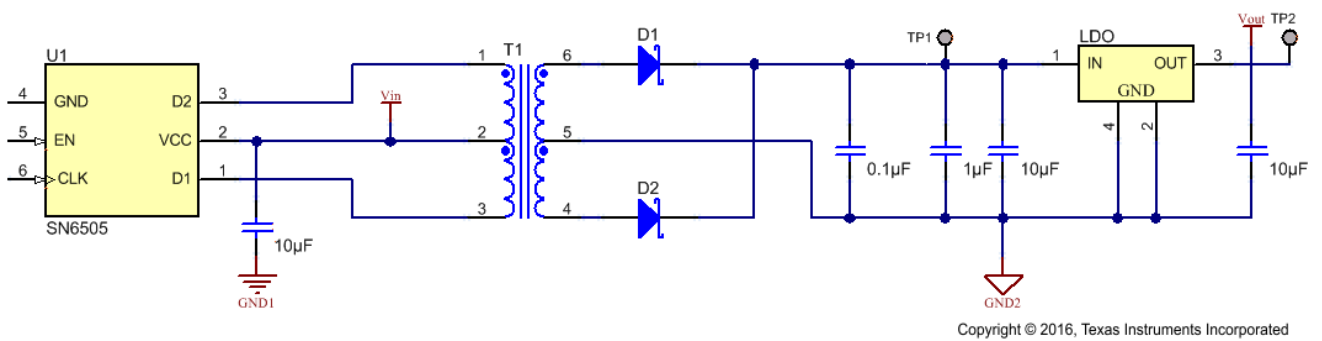 U1
4 GND D2 3
5 EN VCC 2
6 CLK D1 1
SN6505
10µF
GND1
Vin
T1
1 6
2 5
3 4
D1
D2
TP1
0.1µF
1µF
10µF
GND2
LDO
1 IN OUT 3
GND
4 2
Vout
TP2
10µF
Copyright © 2016, Texas Instruments Incorporated